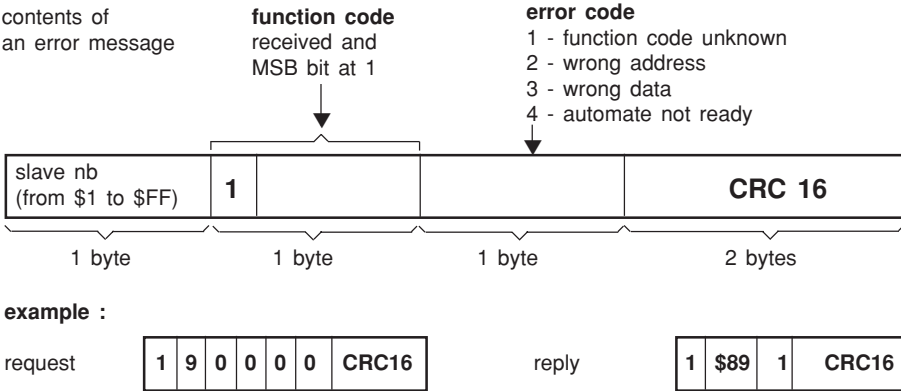 contents of
an error message
function code
received and
MSB bit at 1
error code
1 - function code unknown
2 - wrong address
3 - wrong data
4 - automate not ready
slave nb
(from $1 to $FF)
1
CRC 16
1 byte
1 byte
1 byte
2 bytes
example :
request
1 9 0 0 0 0 CRC16
reply
1 $89 1 CRC16